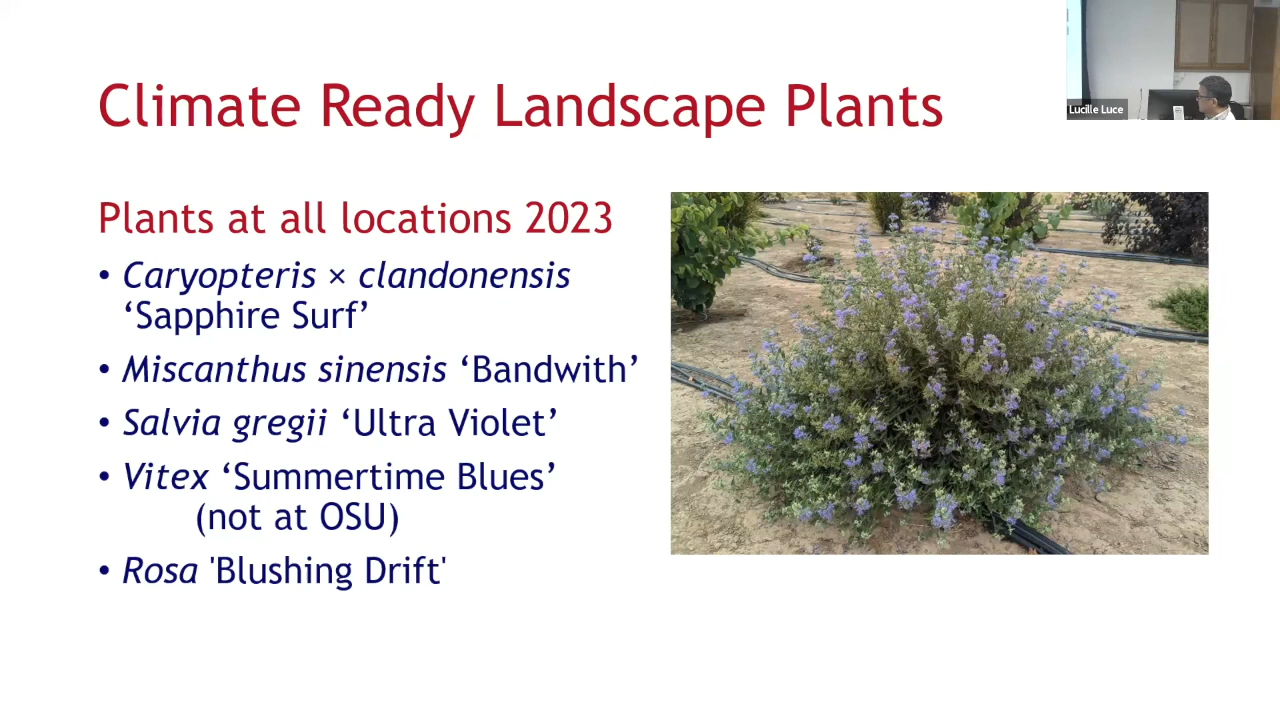 Climate Ready Landscape Plants
Lucille Luce
Plants at all locations 2023
• Caryopteris × clandonensis
‘Sapphire Surf’
• Miscanthus sinensis ‘Bandwith’
• Salvia gregii ‘Ultra Violet’
• Vitex ‘Summertime Blues’
(not at OSU)
• Rosa 'Blushing Drift'